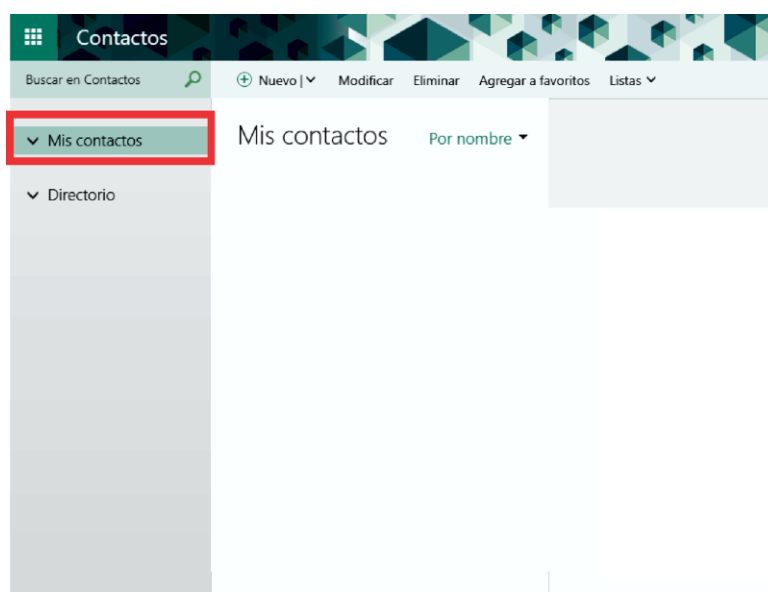 Contactos
Buscar en Contactos
Nuevo | Modificar Eliminar Agregar a favoritos Listas
Mis contactos
Mis contactos Por nombre
Directorio